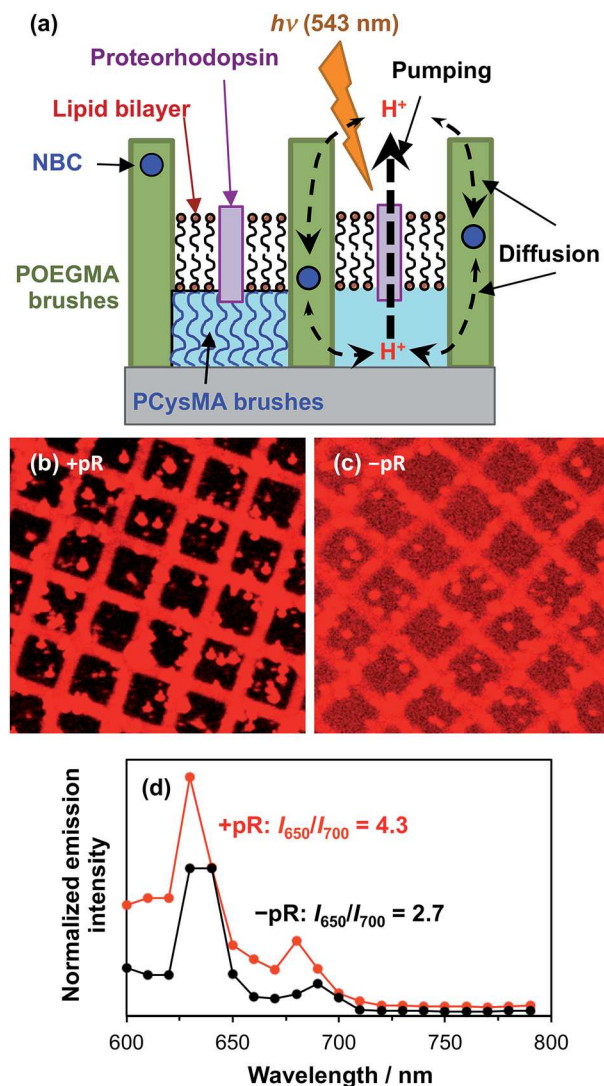 (a)
hν (543 nm)
Proteorhodopsin
Pumping
Lipid bilayer
H⁺
NBC
Diffusion
POEGMA
brushes
H⁺
PCysMA brushes
(b) +pR
(c) −pR
(d)
+pR: I₆₅₀/I₇₀₀ = 4.3
−pR: I₆₅₀/I₇₀₀ = 2.7
Normalized emission
intensity
600
650
700
750
800
Wavelength / nm